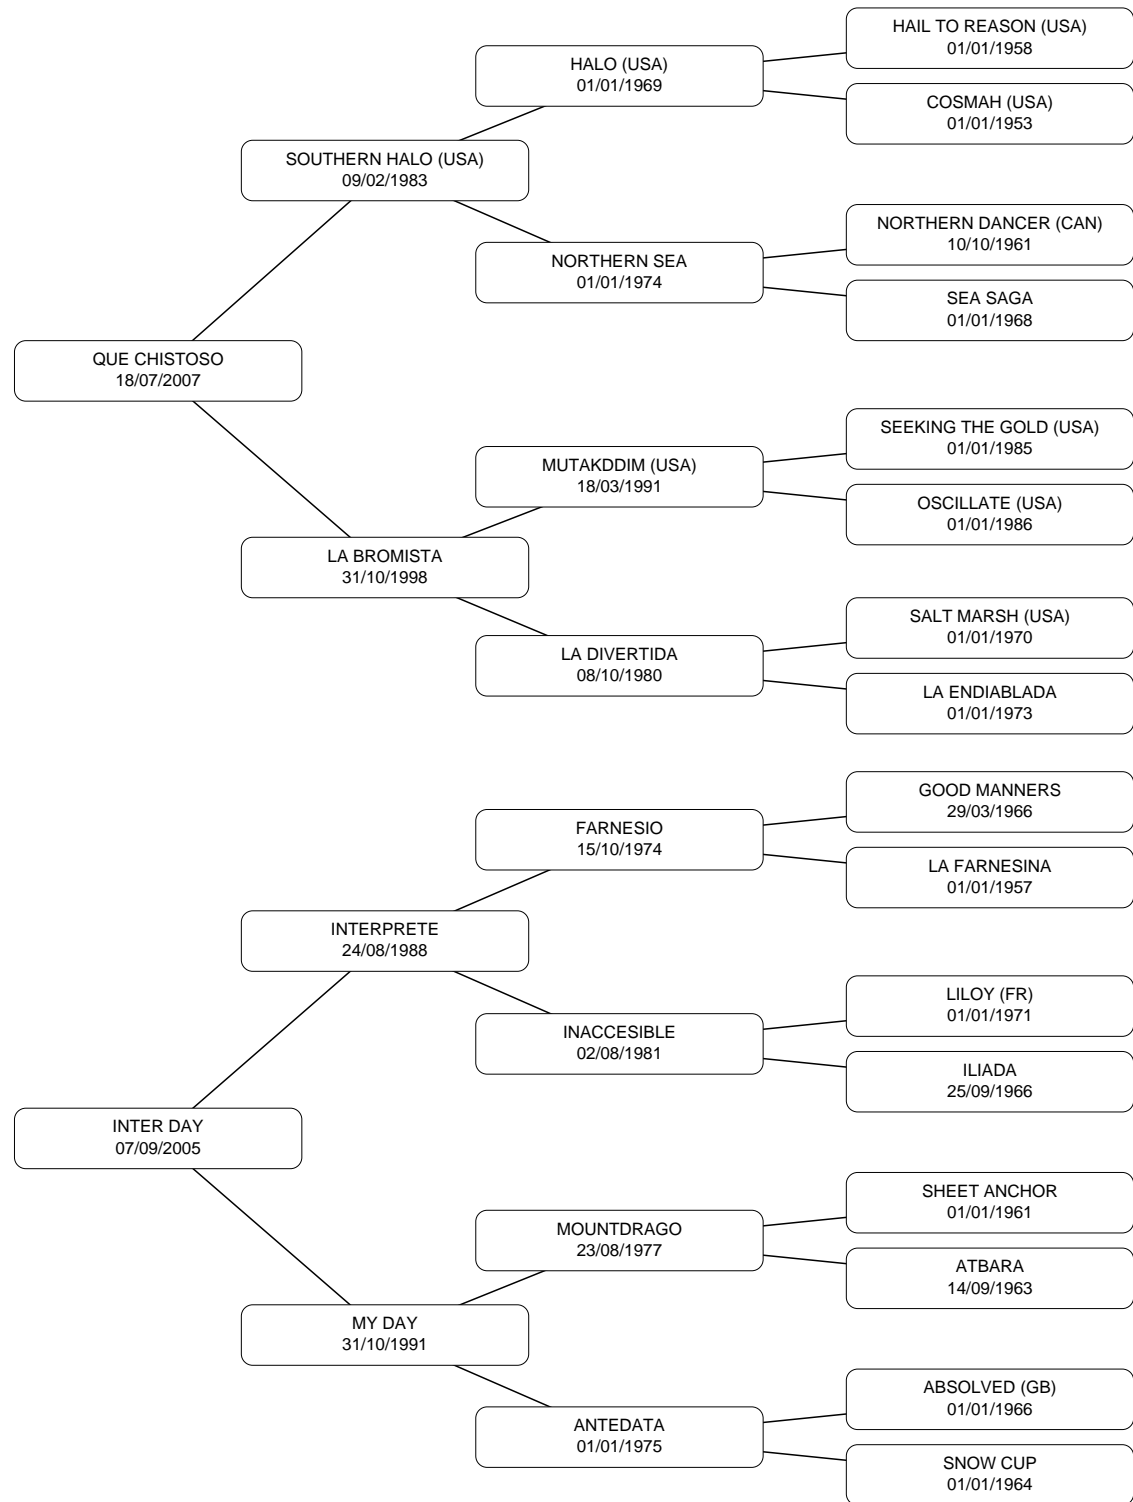 HAIL TO REASON (USA)
01/01/1958
HALO (USA)
01/01/1969
COSMAH (USA)
01/01/1953
SOUTHERN HALO (USA)
09/02/1983
NORTHERN DANCER (CAN)
10/10/1961
NORTHERN SEA
01/01/1974
SEA SAGA
01/01/1968
QUE CHISTOSO
18/07/2007
SEEKING THE GOLD (USA)
01/01/1985
MUTAKDDIM (USA)
18/03/1991
OSCILLATE (USA)
01/01/1986
LA BROMISTA
31/10/1998
SALT MARSH (USA)
01/01/1970
LA DIVERTIDA
08/10/1980
LA ENDIABLADA
01/01/1973
GOOD MANNERS
29/03/1966
FARNESIO
15/10/1974
LA FARNESINA
01/01/1957
INTERPRETE
24/08/1988
LILOY (FR)
01/01/1971
INACCESIBLE
02/08/1981
ILIADA
25/09/1966
INTER DAY
07/09/2005
SHEET ANCHOR
01/01/1961
MOUNTDRAGO
23/08/1977
ATBARA
14/09/1963
MY DAY
31/10/1991
ABSOLVED (GB)
01/01/1966
ANTEDATA
01/01/1975
SNOW CUP
01/01/1964